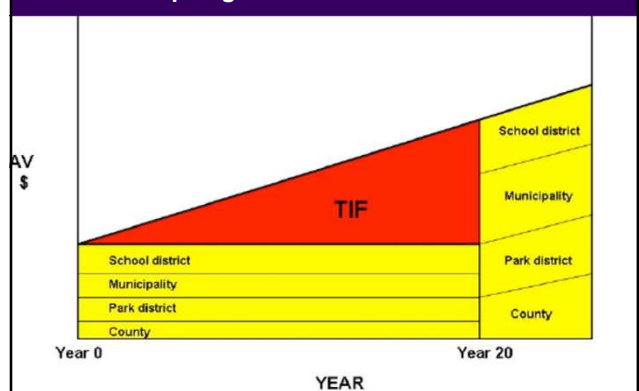 AV
$
TIF
School district
Municipality
Park district
County
School district
Municipality
Park district
County
Year 0
Year 20
YEAR